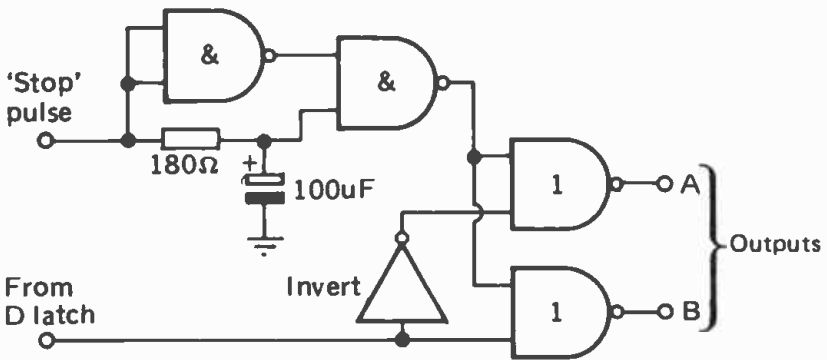 &
&
'Stop'
pulse
180Ω
+
100uF
1
A
Outputs
Invert
From
D latch
1
B